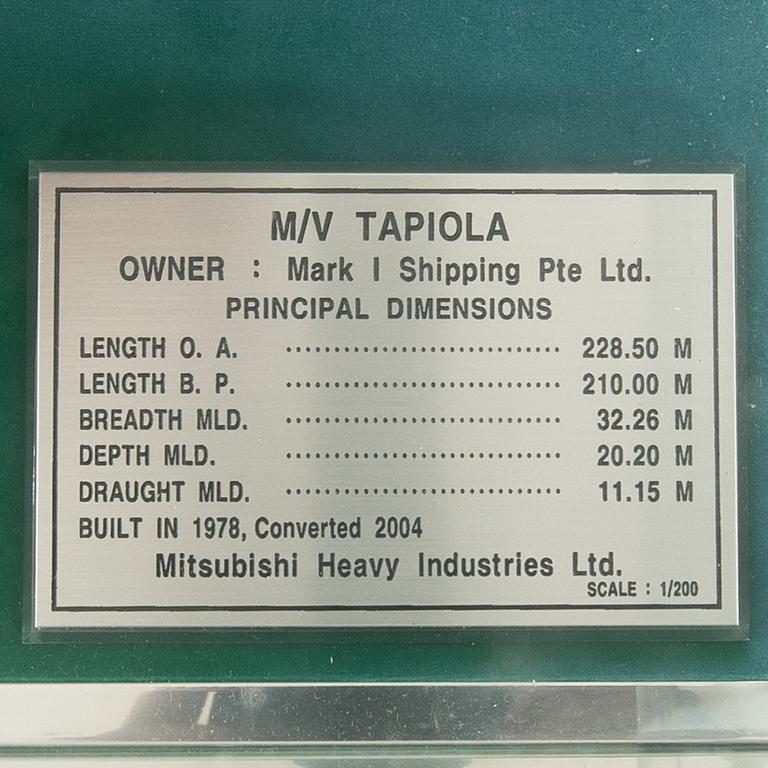 M/V TAPIOLA
OWNER : Mark I Shipping Pte Ltd.
PRINCIPAL DIMENSIONS
LENGTH O. A. ································ 228.50 M
LENGTH B. P. ································ 210.00 M
BREADTH MLD. ································ 32.26 M
DEPTH MLD. ································ 20.20 M
DRAUGHT MLD. ································ 11.15 M
BUILT IN 1978, Converted 2004
Mitsubishi Heavy Industries Ltd.
SCALE : 1/200